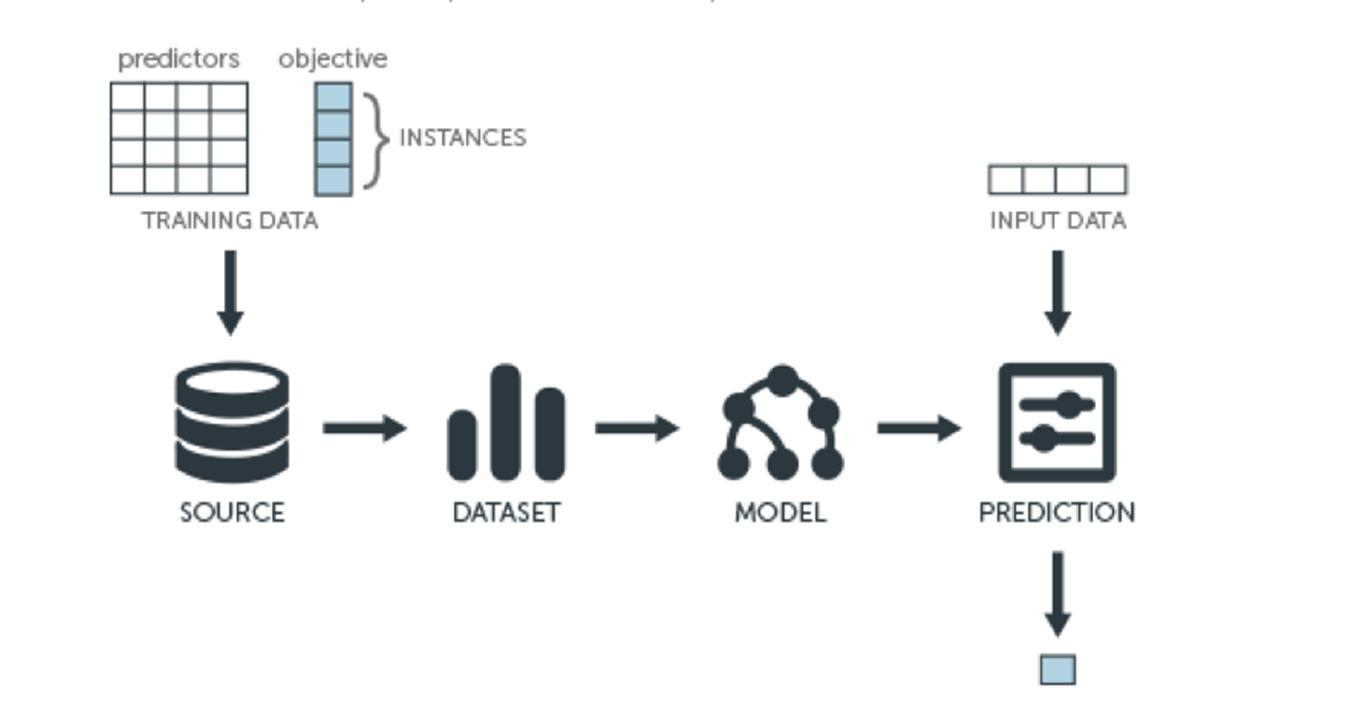 predictors objective
INSTANCES
TRAINING DATA
INPUT DATA
SOURCE
DATASET
MODEL
PREDICTION